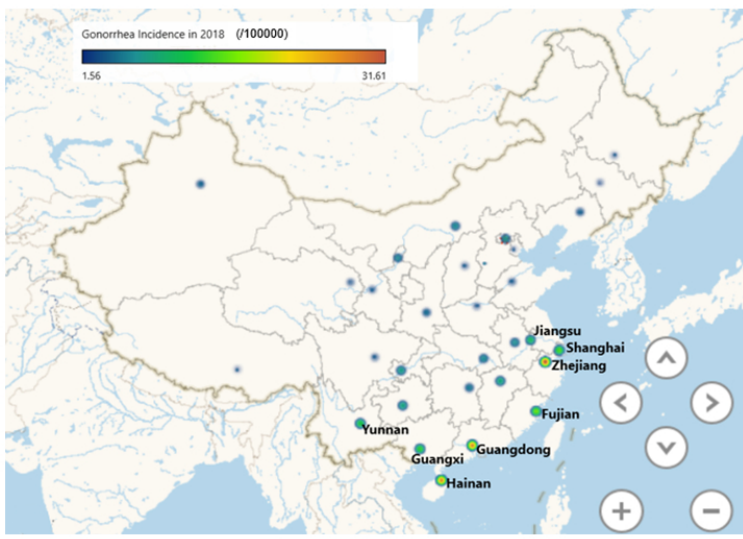 Gonorrhea Incidence in 2018 (/100000)
1.56 31.61
Jiangsu
Shanghai
Zhejiang
Fujian
Yunnan
Guangdong
Guangxi
Hainan